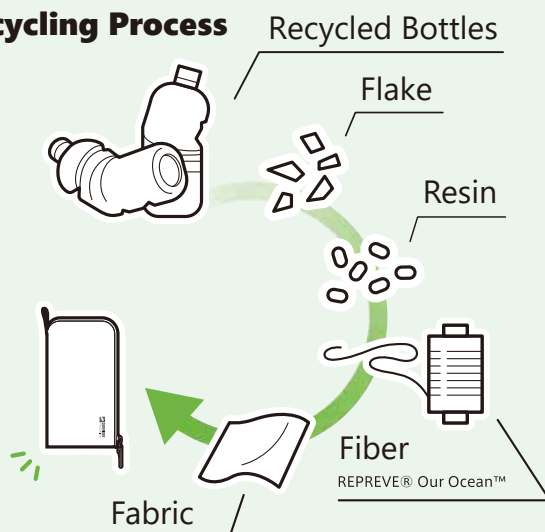 cycling Process
Recycled Bottles
Flake
Resin
Fiber
REPREVE® Our Ocean™
Fabric